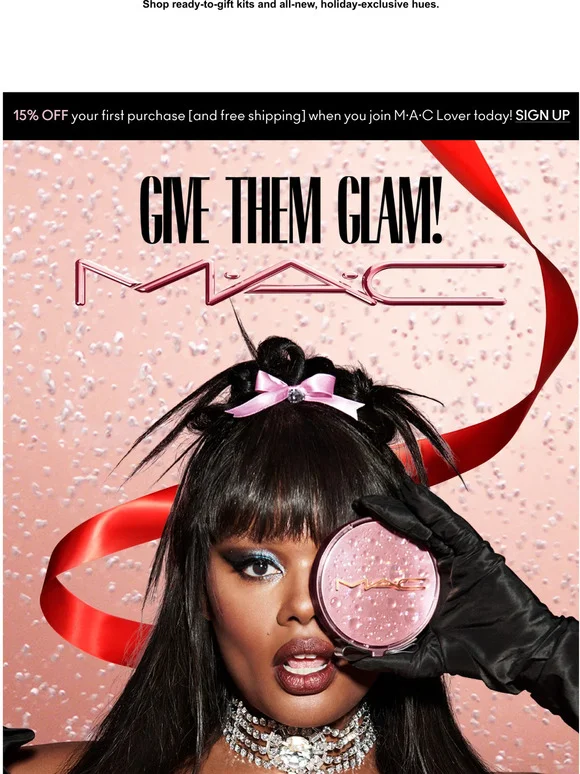 Shop ready-to-gift kits and all-new, holiday-exclusive hues.
15% OFF your first purchase [and free shipping] when you join M·A·C Lover today! SIGN UP
GIVE THEM GLAM!
M·A·C
M·A·C